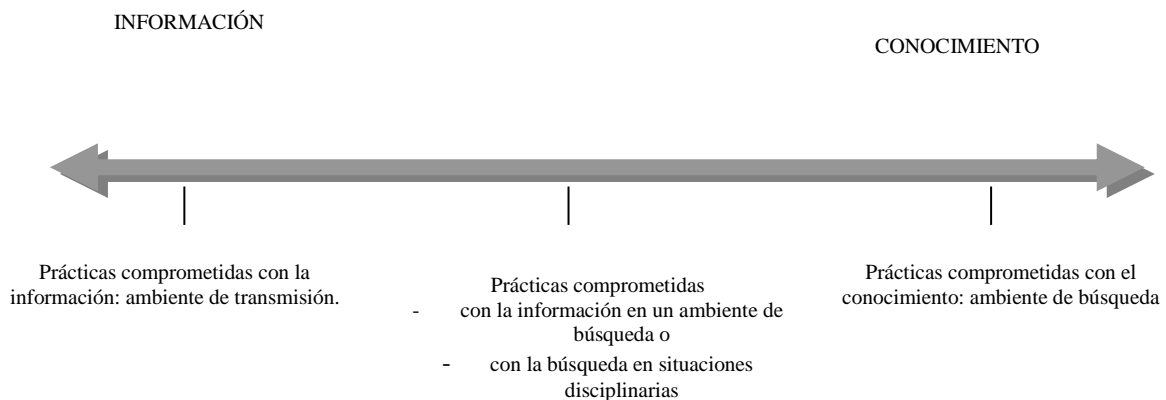 INFORMACIÓN
CONOCIMIENTO
Prácticas comprometidas con la
información: ambiente de transmisión.
Prácticas comprometidas
- con la información en un ambiente de
búsqueda o
- con la búsqueda en situaciones
disciplinarias
Prácticas comprometidas con el
conocimiento: ambiente de búsqueda